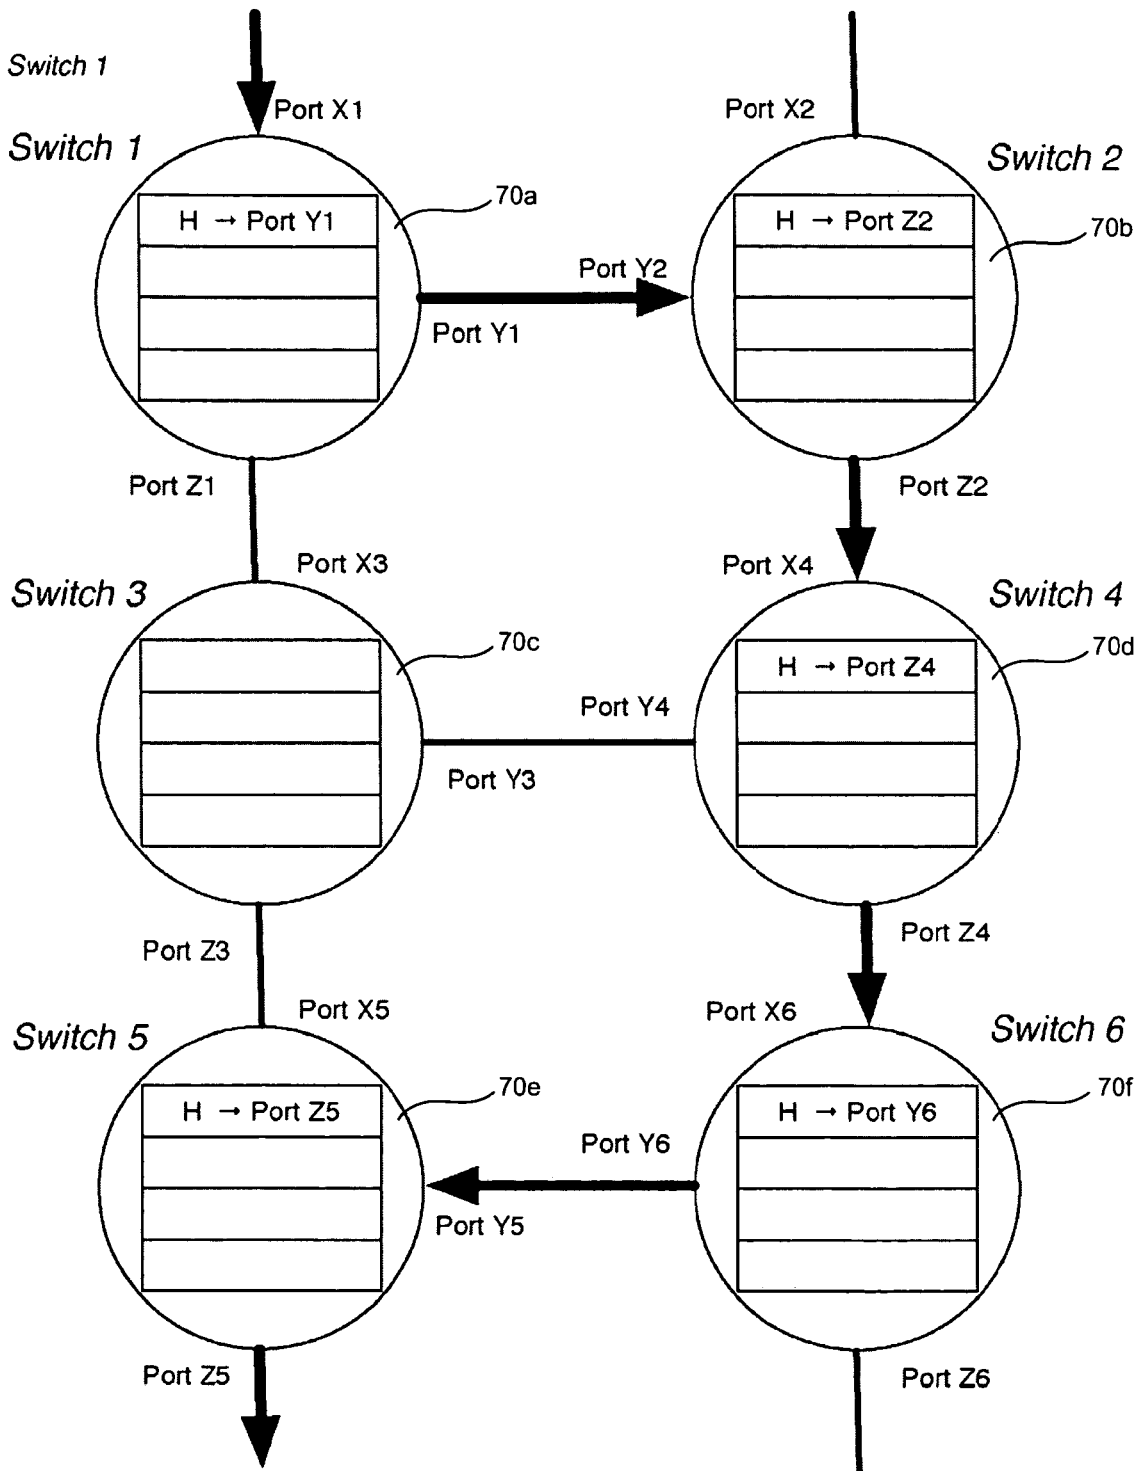 Switch 1
Port X1
Port X2
Switch 1
Switch 2
70a
H → Port Y1
H → Port Z2
70b
Port Y2
Port Y1
Port Z1
Port Z2
Port X3
Port X4
Switch 3
Switch 4
70c
70d
H → Port Z4
Port Y4
Port Y3
Port Z4
Port Z3
Port X5
Port X6
Switch 5
Switch 6
70e
70f
H → Port Z5
H → Port Y6
Port Y6
Port Y5
Port Z5
Port Z6